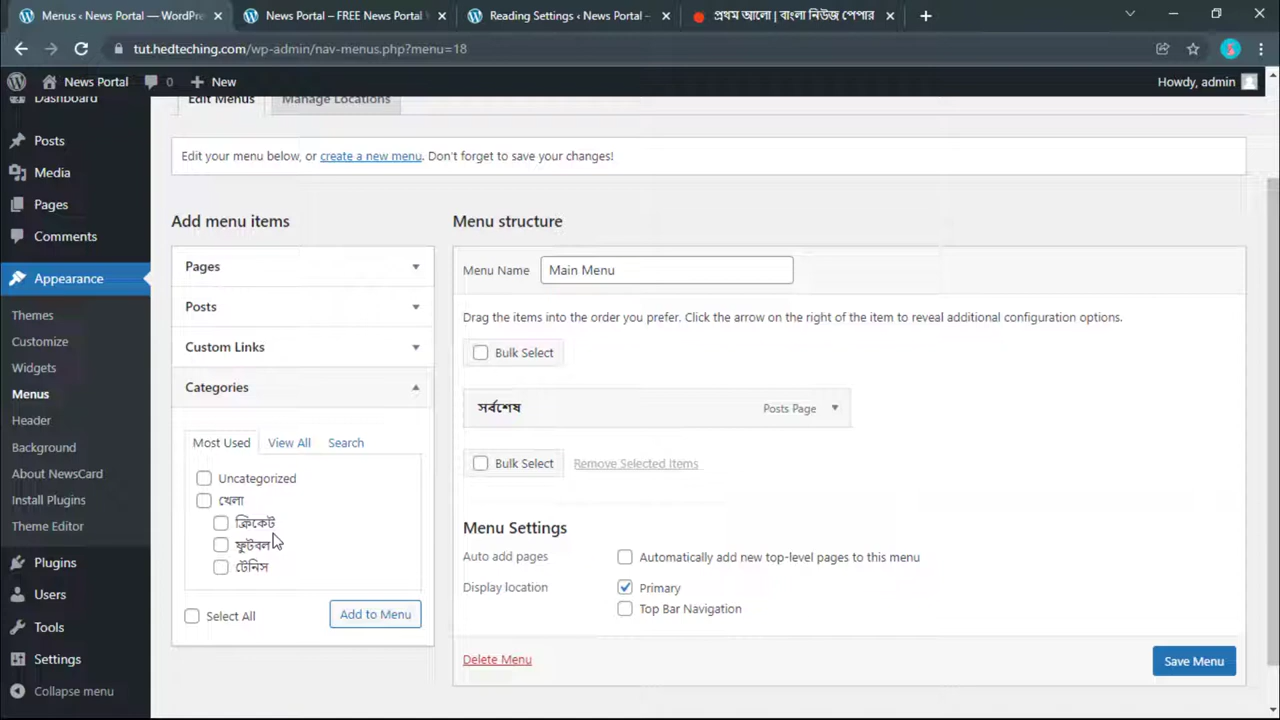 Menus ‹ News Portal — WordPre
News Portal – FREE News Portal
Reading Settings ‹ News Portal –
প্রথম আলো | বাংলা নিউজ পেপার
tut.hedteching.com/wp-admin/nav-menus.php?menu=18
News Portal
0
New
Howdy, admin
Dashboard
Posts
Media
Pages
Comments
Appearance
Themes
Customize
Widgets
Menus
Header
Background
About NewsCard
Install Plugins
Theme Editor
Plugins
Users
Tools
Settings
Collapse menu
Edit Menus
Manage Locations
Edit your menu below, or create a new menu. Don't forget to save your changes!
Add menu items
Pages
Posts
Custom Links
Categories
Most Used View All Search
Uncategorized
খেলা
ক্রিকেট
ফুটবল
টেনিস
Select All
Add to Menu
Menu structure
Menu Name Main Menu
Drag the items into the order you prefer. Click the arrow on the right of the item to reveal additional configuration options.
Bulk Select
সর্বশেষ Posts Page
Bulk Select Remove Selected Items
Menu Settings
Auto add pages Automatically add new top-level pages to this menu
Display location Primary
Top Bar Navigation
Delete Menu
Save Menu